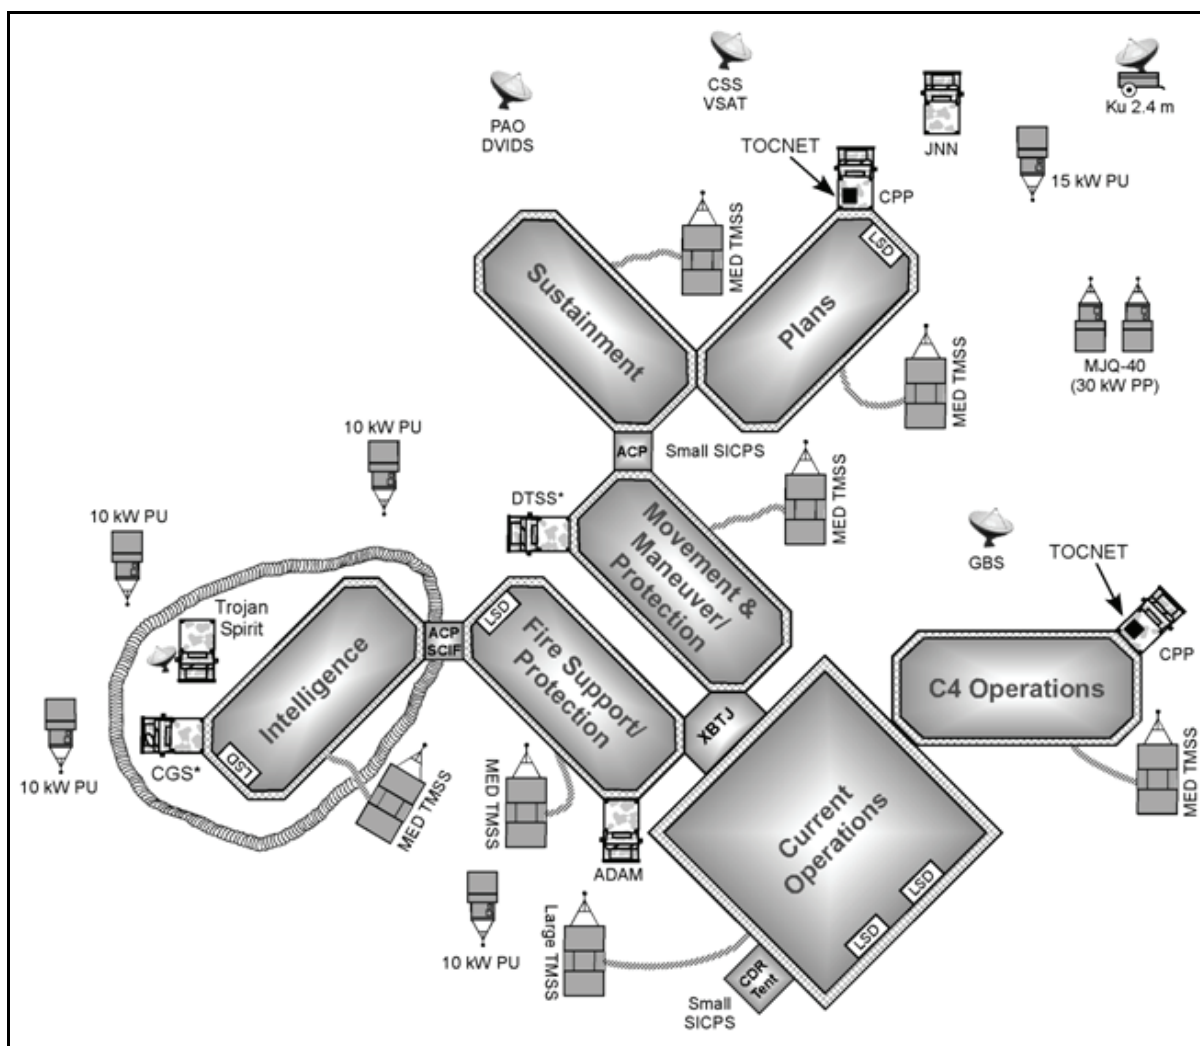 CSS
VSAT
PAO
DVIDS
Ku 2.4 m
JNN
TOCNET
15 kW PU
CPP
LSD
MED TMSS
Sustainment
Plans
MED TMSS
MJQ-40
(30 kW PP)
10 kW PU
ACP
Small SICPS
DTSS*
MED TMSS
Movement &
Maneuver/
Protection
10 kW PU
GBS
TOCNET
Trojan
Spirit
LSD
ACP
SCIF
Fire Support/
Protection
Intelligence
CPP
C4 Operations
XBTJ
CGS*
LSD
10 kW PU
MED TMSS
MED TMSS
MED TMSS
Current
Operations
ADAM
LSD
LSD
10 kW PU
Large TMSS
CDR
Tent
Small
SICPS